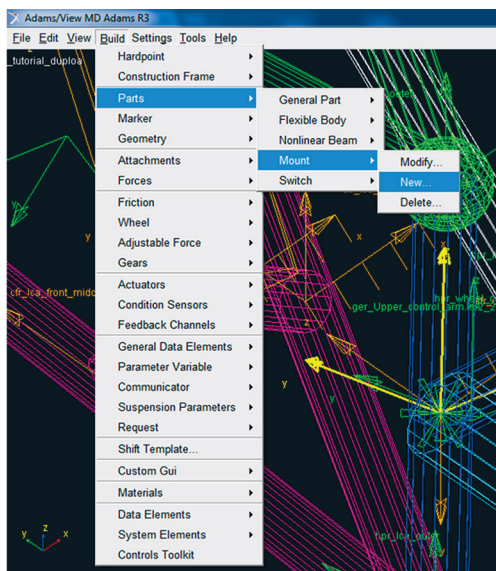 Adams/View MD Adams R3
File Edit View Build Settings Tools Help
_tutorial_duploa
Hardpoint
Construction Frame
Parts
Marker
Geometry
Attachments
Forces
Friction
Wheel
Adjustable Force
Gears
Actuators
Condition Sensors
Feedback Channels
General Data Elements
Parameter Variable
Communicator
Suspension Parameters
Request
Shift Template...
Custom Gui
Materials
Data Elements
System Elements
Controls Toolkit
General Part
Flexible Body
Nonlinear Beam
Mount
Switch
Modify...
New...
Delete...
y
x
z
y
x
x
z
y
y
y
z
x